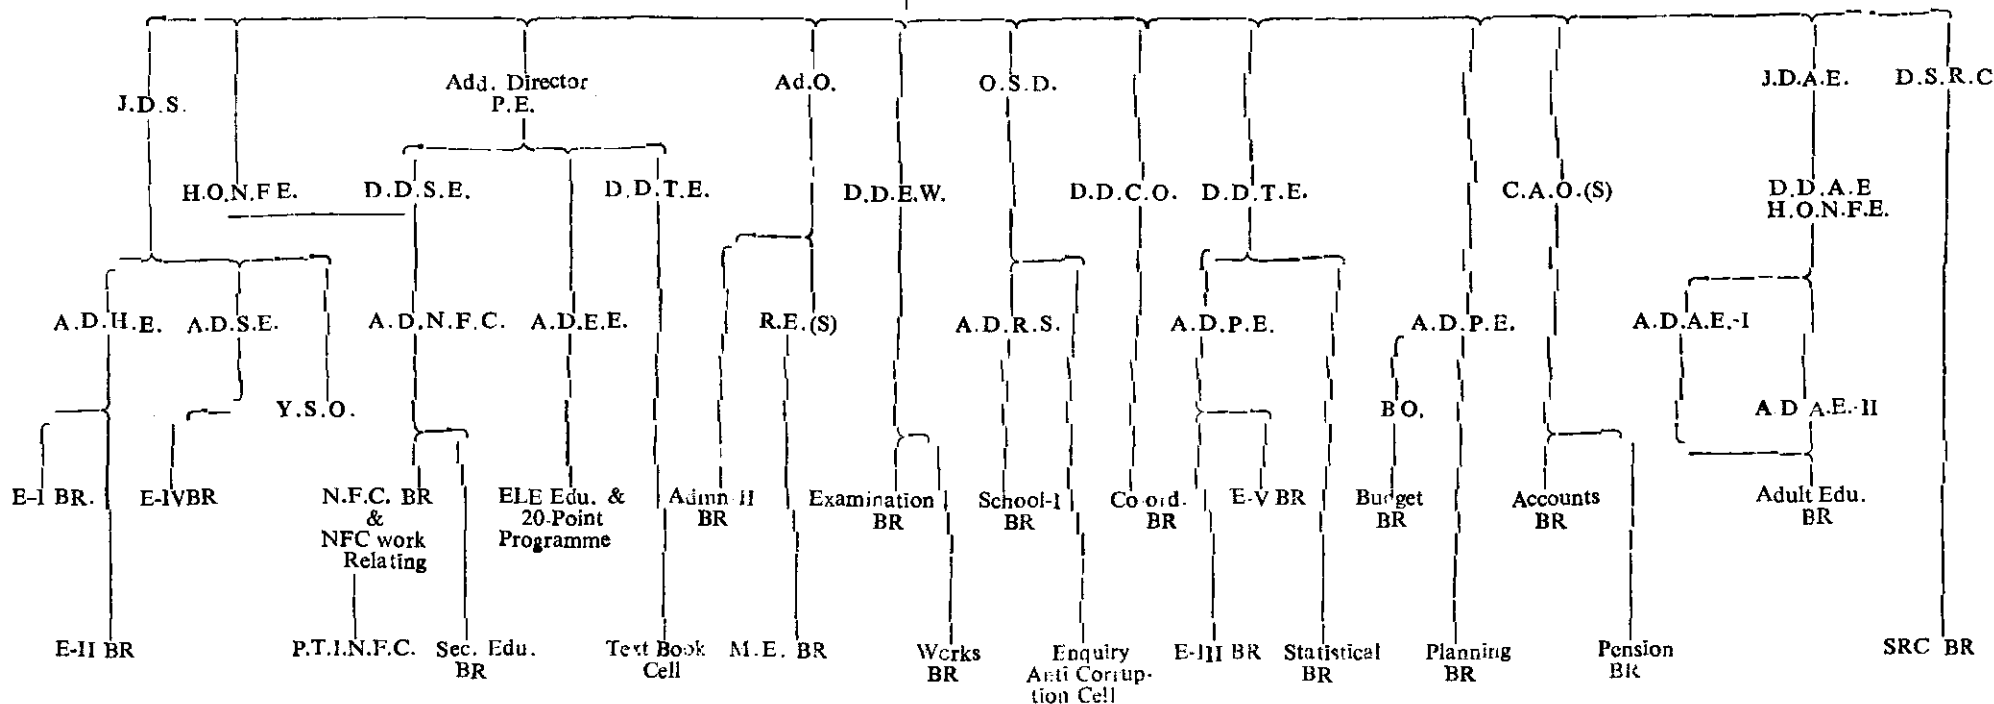 Add. Director
P.E.
J.D.S.
Ad.O.
O.S.D.
J.D.A.E.
D.S.R.C
H.O.N.F E.
D.D.S.E.
D.D.T.E.
D.D.E.W.
D.D.C.O.
D.D.T.E.
C.A.O.(S)
D.D.A.E
H.O.N.F.E.
A.D.H.E.
A.D.S.E.
A.D.N.F.C.
A.D.E.E.
R.E.(S)
A.D.R.S.
A.D.P.E.
A.D.P.E.
A.D.A.E.-I
Y.S.O.
B O.
A D A.E.-II
E-I BR.
E-IVBR
N.F.C. BR
&
NFC work
Relating
ELE Edu. &
20-Point
Programme
Admn II
BR
Examination
BR
School-I
BR
Co-ord.
BR
E-V BR
Budget
BR
Accounts
BR
Adult Edu.
BR
E-II BR
P.T.I.N.F.C.
Sec. Edu.
BR
Text Book
Cell
M.E. BR
Works
BR
Enquiry
Anti Corrup-
tion Cell
E-III BR
Statistical
BR
Planning
BR
Pension
BR
SRC BR